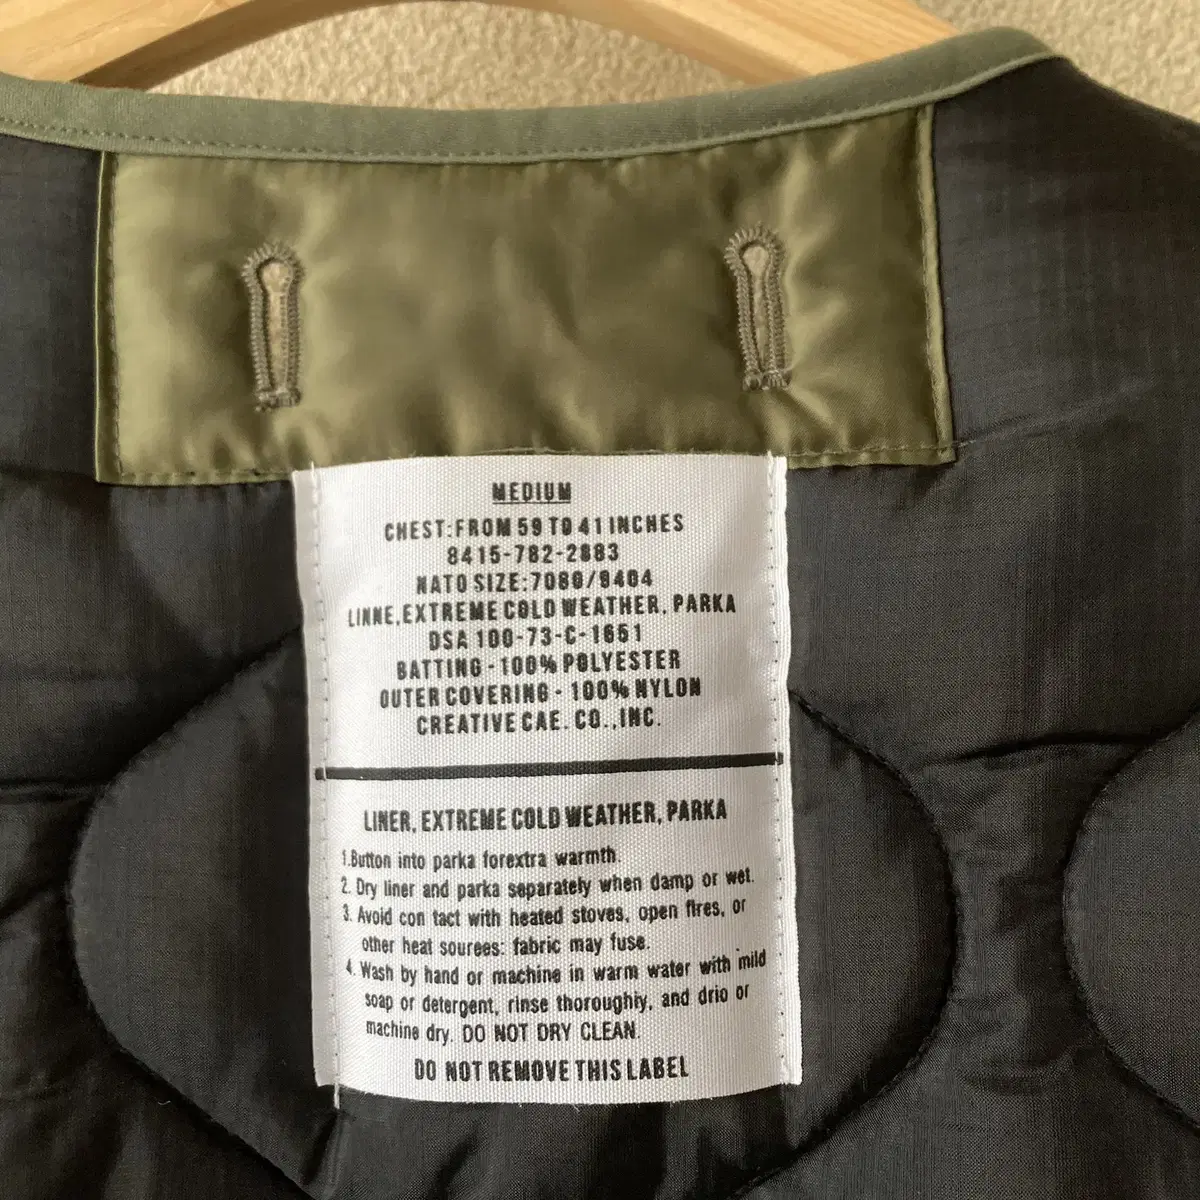 MEDIUM
CHEST:FROM 59 TO 41 INCHES
8415-782-2883
NATO SIZE:7080/9404
LINNE,EXTREME COLD WEATHER, PARKA
DSA 100-73-C-1651
BATTING - 100% POLYESTER
OUTER COVERING - 100% NYLON
CREATIVE CAE. CO., INC.
LINER, EXTREME COLD WEATHER, PARKA
1.Button into parka forextra warmth.
2. Dry liner and parka separately when damp or wet.
3. Avoid con tact with heated stoves, open flres, or
other heat sourees: fabric may fuse.
4. Wash by hand or machine in warm water with mild
soap or detergent, rinse thoroughiy, and drio or
machine dry. DO NOT DRY CLEAN.
DO NOT REMOVE THIS LABEL